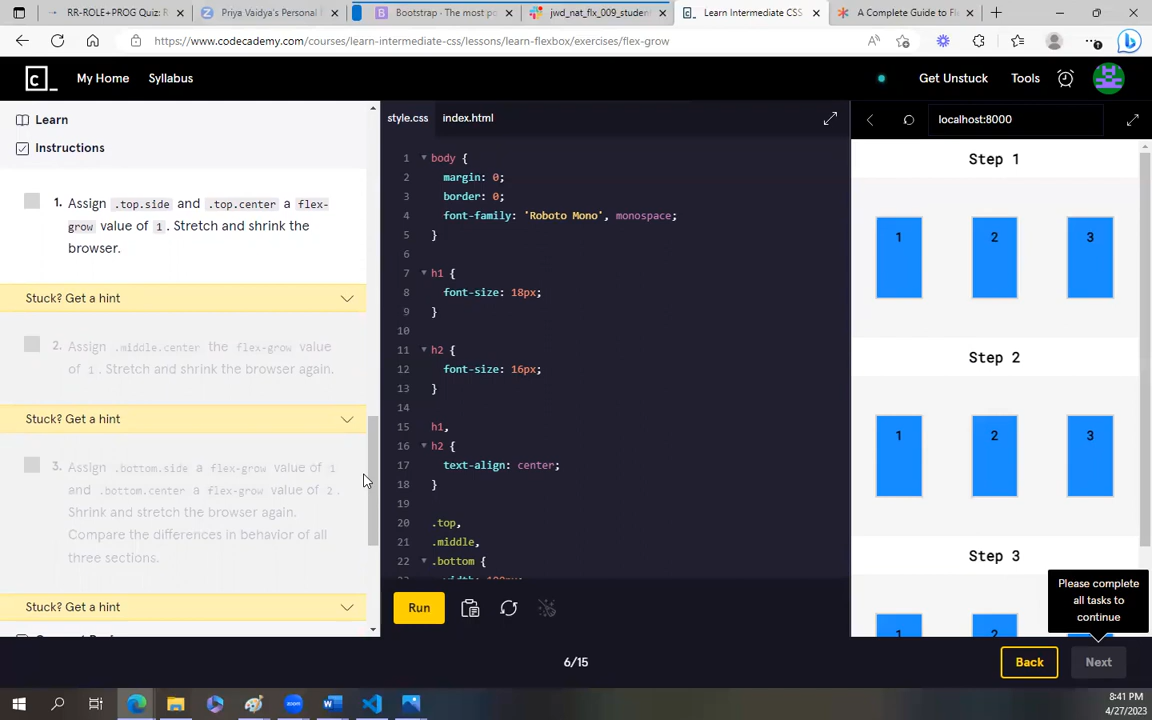 RR-ROLE+PROG Quiz: R
Priya Vaidya's Personal
Bootstrap - The most po
jwd_nat_flx_009_studen
Learn Intermediate CSS
A Complete Guide to Fl
https://www.codecademy.com/courses/learn-intermediate-css/lessons/learn-flexbox/exercises/flex-grow
My Home
Syllabus
Get Unstuck
Tools
Learn
Instructions
1. Assign .top.side and .top.center a flex-
grow value of 1. Stretch and shrink the
browser.
Stuck? Get a hint
2. Assign .middle.center the flex-grow value
of 1. Stretch and shrink the browser again.
Stuck? Get a hint
3. Assign .bottom.side a flex-grow value of 1
and .bottom.center a flex-grow value of 2.
Shrink and stretch the browser again.
Compare the differences in behavior of all
three sections.
Stuck? Get a hint
style.css
index.html
1 body {
2 margin: 0;
3 border: 0;
4 font-family: 'Roboto Mono', monospace;
5 }
6
7 h1 {
8 font-size: 18px;
9 }
10
11 h2 {
12 font-size: 16px;
13 }
14
15 h1,
16 h2 {
17 text-align: center;
18 }
19
20 .top,
21 .middle,
22 .bottom {
Run
localhost:8000
Step 1
1 2 3
Step 2
1 2 3
Step 3
1 2
Please complete
all tasks to
continue
6/15
Back
Next
8:41 PM
4/27/2023